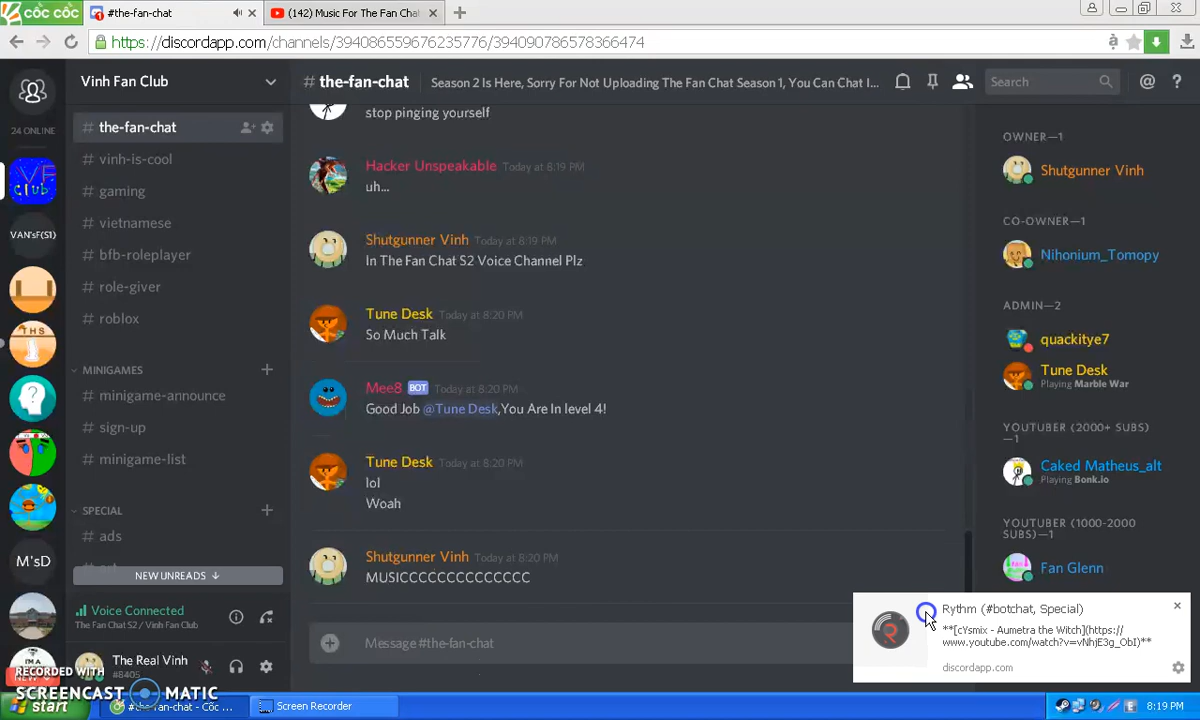 cốc cốc
#the-fan-chat
(142) Music For The Fan Cha
https://discordapp.com/channels/394086559676235776/394090786578366474
Vinh Fan Club
# the-fan-chat
Season 2 Is Here, Sorry For Not Uploading The Fan Chat Season 1, You Can Chat I...
Search
24 ONLINE
VF
Club
VAN'sF(S1)
THS
M'sD
I'M A
NEW
# the-fan-chat
# vinh-is-cool
# gaming
# vietnamese
# bfb-roleplayer
# role-giver
# roblox
MINIGAMES
# minigame-announce
# sign-up
# minigame-list
SPECIAL
# ads
NEW UNREADS ↓
Voice Connected
The Fan Chat S2 / Vinh Fan Club
The Real Vinh
#8405
stop pinging yourself
Hacker Unspeakable Today at 8:19 PM
uh...
Shutgunner Vinh Today at 8:19 PM
In The Fan Chat S2 Voice Channel Plz
Tune Desk Today at 8:20 PM
So Much Talk
Mee8 BOT Today at 8:20 PM
Good Job @Tune Desk,You Are In level 4!
Tune Desk Today at 8:20 PM
lol
Woah
Shutgunner Vinh Today at 8:20 PM
MUSICCCCCCCCCCCCCC
Message #the-fan-chat
OWNER—1
Shutgunner Vinh
CO-OWNER—1
Nihonium_Tomopy
ADMIN—2
quackitye7
Tune Desk
Playing Marble War
YOUTUBER (2000+ SUBS)
—1
Caked Matheus_alt
Playing Bonk.io
YOUTUBER (1000-2000
SUBS)—1
Fan Glenn
Rythm (#botchat, Special)
**[cYsmix - Aumetra the Witch](https://
www.youtube.com/watch?v=vNhjE3g_ObI)**
discordapp.com
RECORDED WITH
SCREENCAST MATIC
start
#the-fan-chat - Cốc ...
Screen Recorder
8:19 PM